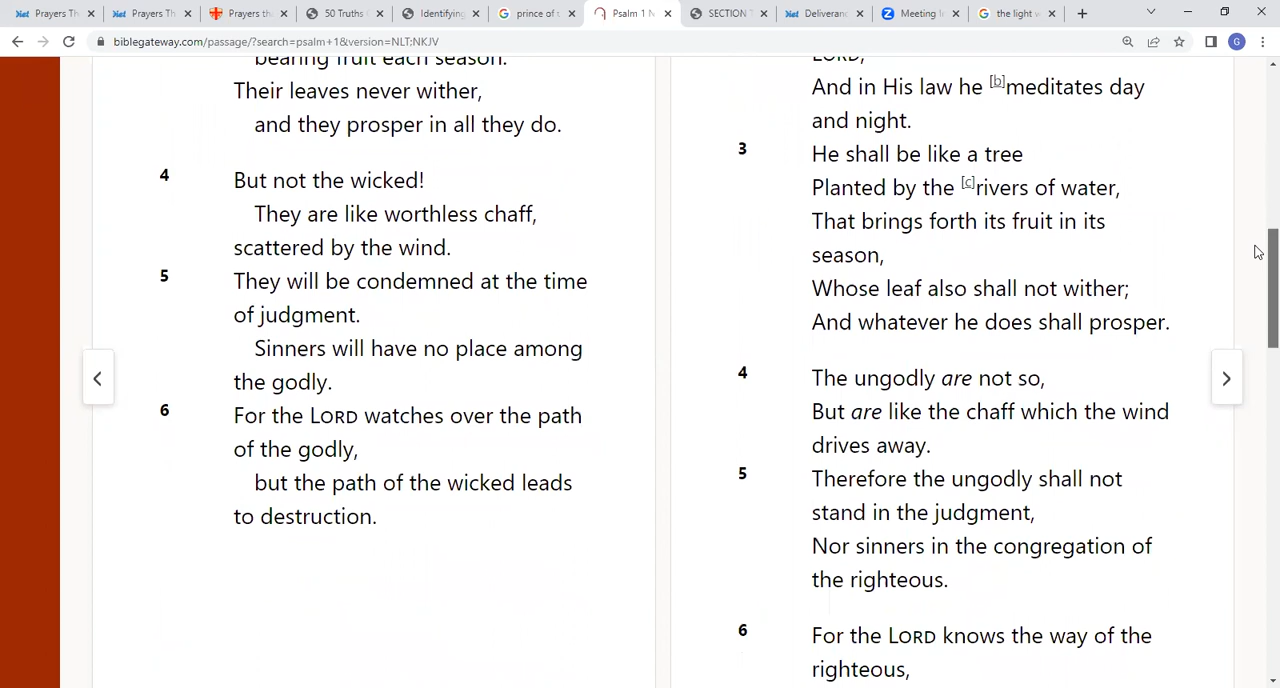 Prayers Th
Prayers Th
Prayers tha
50 Truths
Identifying
prince of t
Psalm 1 N
SECTION
Deliveranc
Meeting I
the light v
biblegateway.com/passage/?search=psalm+1&version=NLT;NKJV
G
bearing fruit each season.
Their leaves never wither,
and they prosper in all they do.
4 But not the wicked!
They are like worthless chaff,
scattered by the wind.
5 They will be condemned at the time
of judgment.
Sinners will have no place among
the godly.
6 For the LORD watches over the path
of the godly,
but the path of the wicked leads
to destruction.
LORD,
And in His law he [b]meditates day
and night.
3 He shall be like a tree
Planted by the [c]rivers of water,
That brings forth its fruit in its
season,
Whose leaf also shall not wither;
And whatever he does shall prosper.
4 The ungodly are not so,
But are like the chaff which the wind
drives away.
5 Therefore the ungodly shall not
stand in the judgment,
Nor sinners in the congregation of
the righteous.
6 For the LORD knows the way of the
righteous,